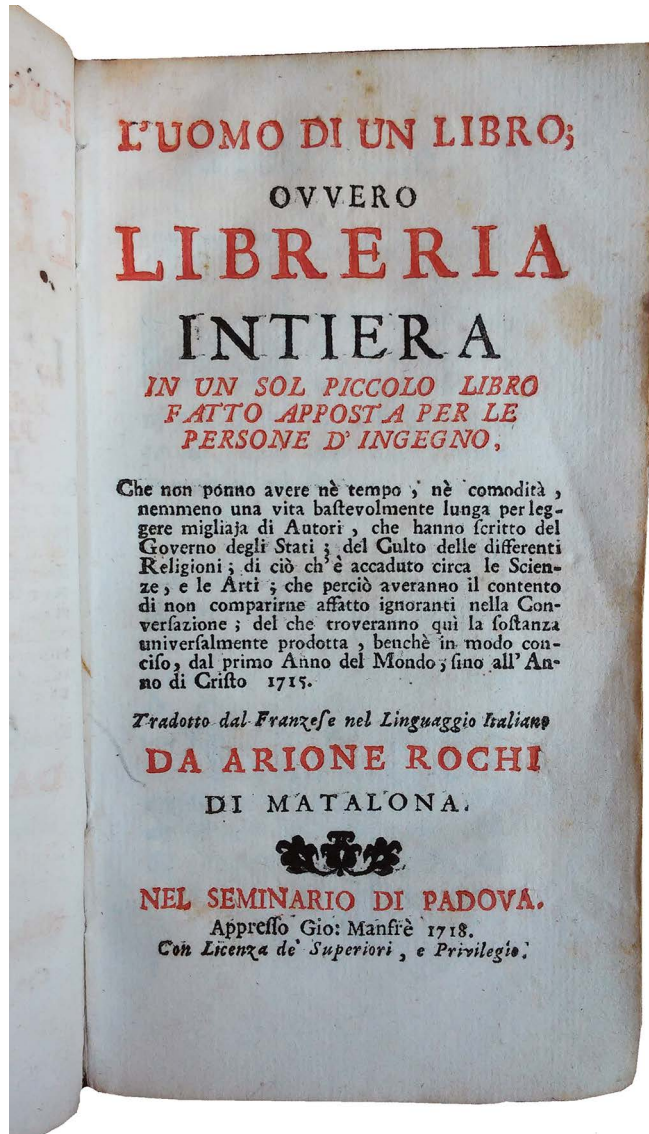 L'UOMO DI UN LIBRO;
OVVERO
LIBRERIA
INTIERA
IN UN SOL PICCOLO LIBRO
FATTO APPOSTA PER LE
PERSONE D' INGEGNO,
Che non ponno avere nè tempo, nè comodità,
nemmeno una vita baſtevolmente lunga per leg-
gere migliaja di Autori, che hanno ſcritto del
Governo degli Stati; del Culto delle differenti
Religioni; di ciò ch'è accaduto circa le Scien-
ze, e le Arti; che perciò averanno il contento
di non comparirne affatto ignoranti nella Con-
verſazione; del che troveranno quì la ſoſtanza
univerſalmente prodotta, benchè in modo con-
ciſo, dal primo Anno del Mondo, ſino all'An-
no di Criſto 1715.
Tradotto dal Franzeſe nel Linguaggio Italiano
DA ARIONE ROCHI
DI MATALONA.
NEL SEMINARIO DI PADOVA.
Appreſſo Gio: Manfrè 1718.
Con Licenza de' Superiori, e Privilegio.